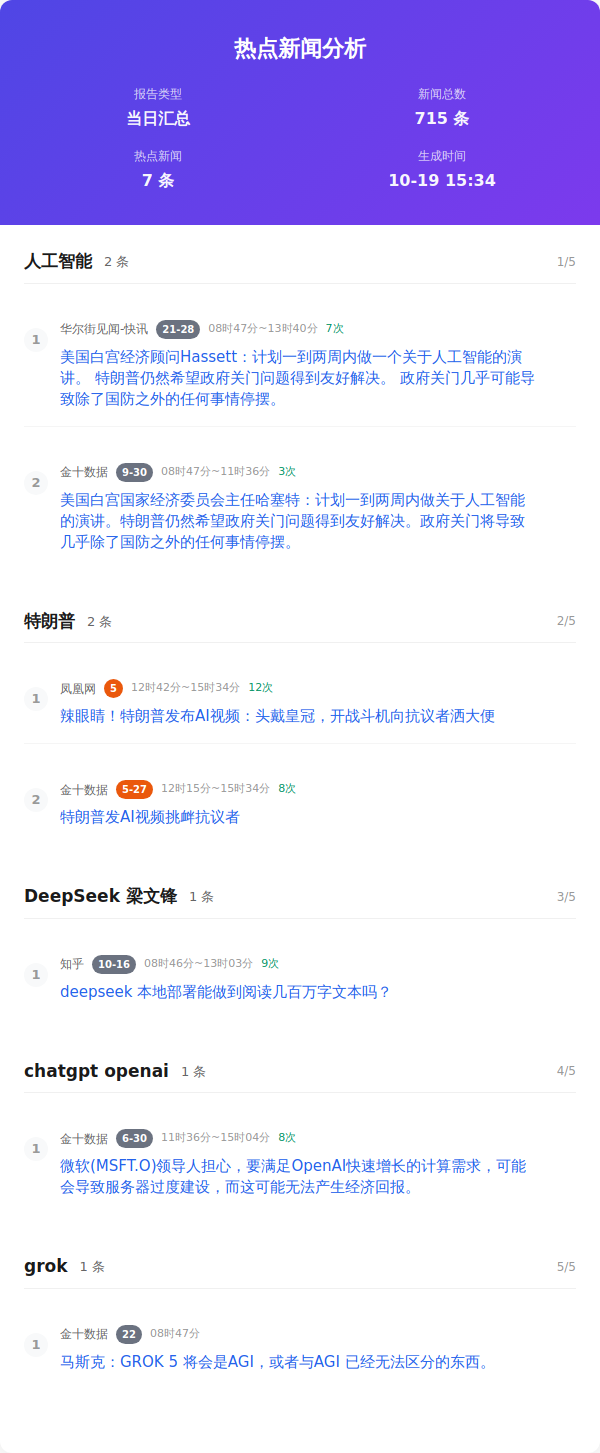 热点新闻分析
报告类型
新闻总数
当日汇总
715 条
热点新闻
生成时间
7 条
10-19 15:34
人工智能 2 条 1/5
1
华尔街见闻-快讯 21-28 08时47分~13时40分 7次
美国白宫经济顾问Hassett：计划一到两周内做一个关于人工智能的演
讲。 特朗普仍然希望政府关门问题得到友好解决。 政府关门几乎可能导
致除了国防之外的任何事情停摆。
2
金十数据 9-30 08时47分~11时36分 3次
美国白宫国家经济委员会主任哈塞特：计划一到两周内做关于人工智能
的演讲。特朗普仍然希望政府关门问题得到友好解决。政府关门将导致
几乎除了国防之外的任何事情停摆。
特朗普 2 条 2/5
1
凤凰网 5 12时42分~15时34分 12次
辣眼睛！特朗普发布AI视频：头戴皇冠，开战斗机向抗议者洒大便
2
金十数据 5-27 12时15分~15时34分 8次
特朗普发AI视频挑衅抗议者
DeepSeek 梁文锋 1 条 3/5
1
知乎 10-16 08时46分~13时03分 9次
deepseek 本地部署能做到阅读几百万字文本吗？
chatgpt openai 1 条 4/5
1
金十数据 6-30 11时36分~15时04分 8次
微软(MSFT.O)领导人担心，要满足OpenAI快速增长的计算需求，可能
会导致服务器过度建设，而这可能无法产生经济回报。
grok 1 条 5/5
1
金十数据 22 08时47分
马斯克：GROK 5 将会是AGI，或者与AGI 已经无法区分的东西。